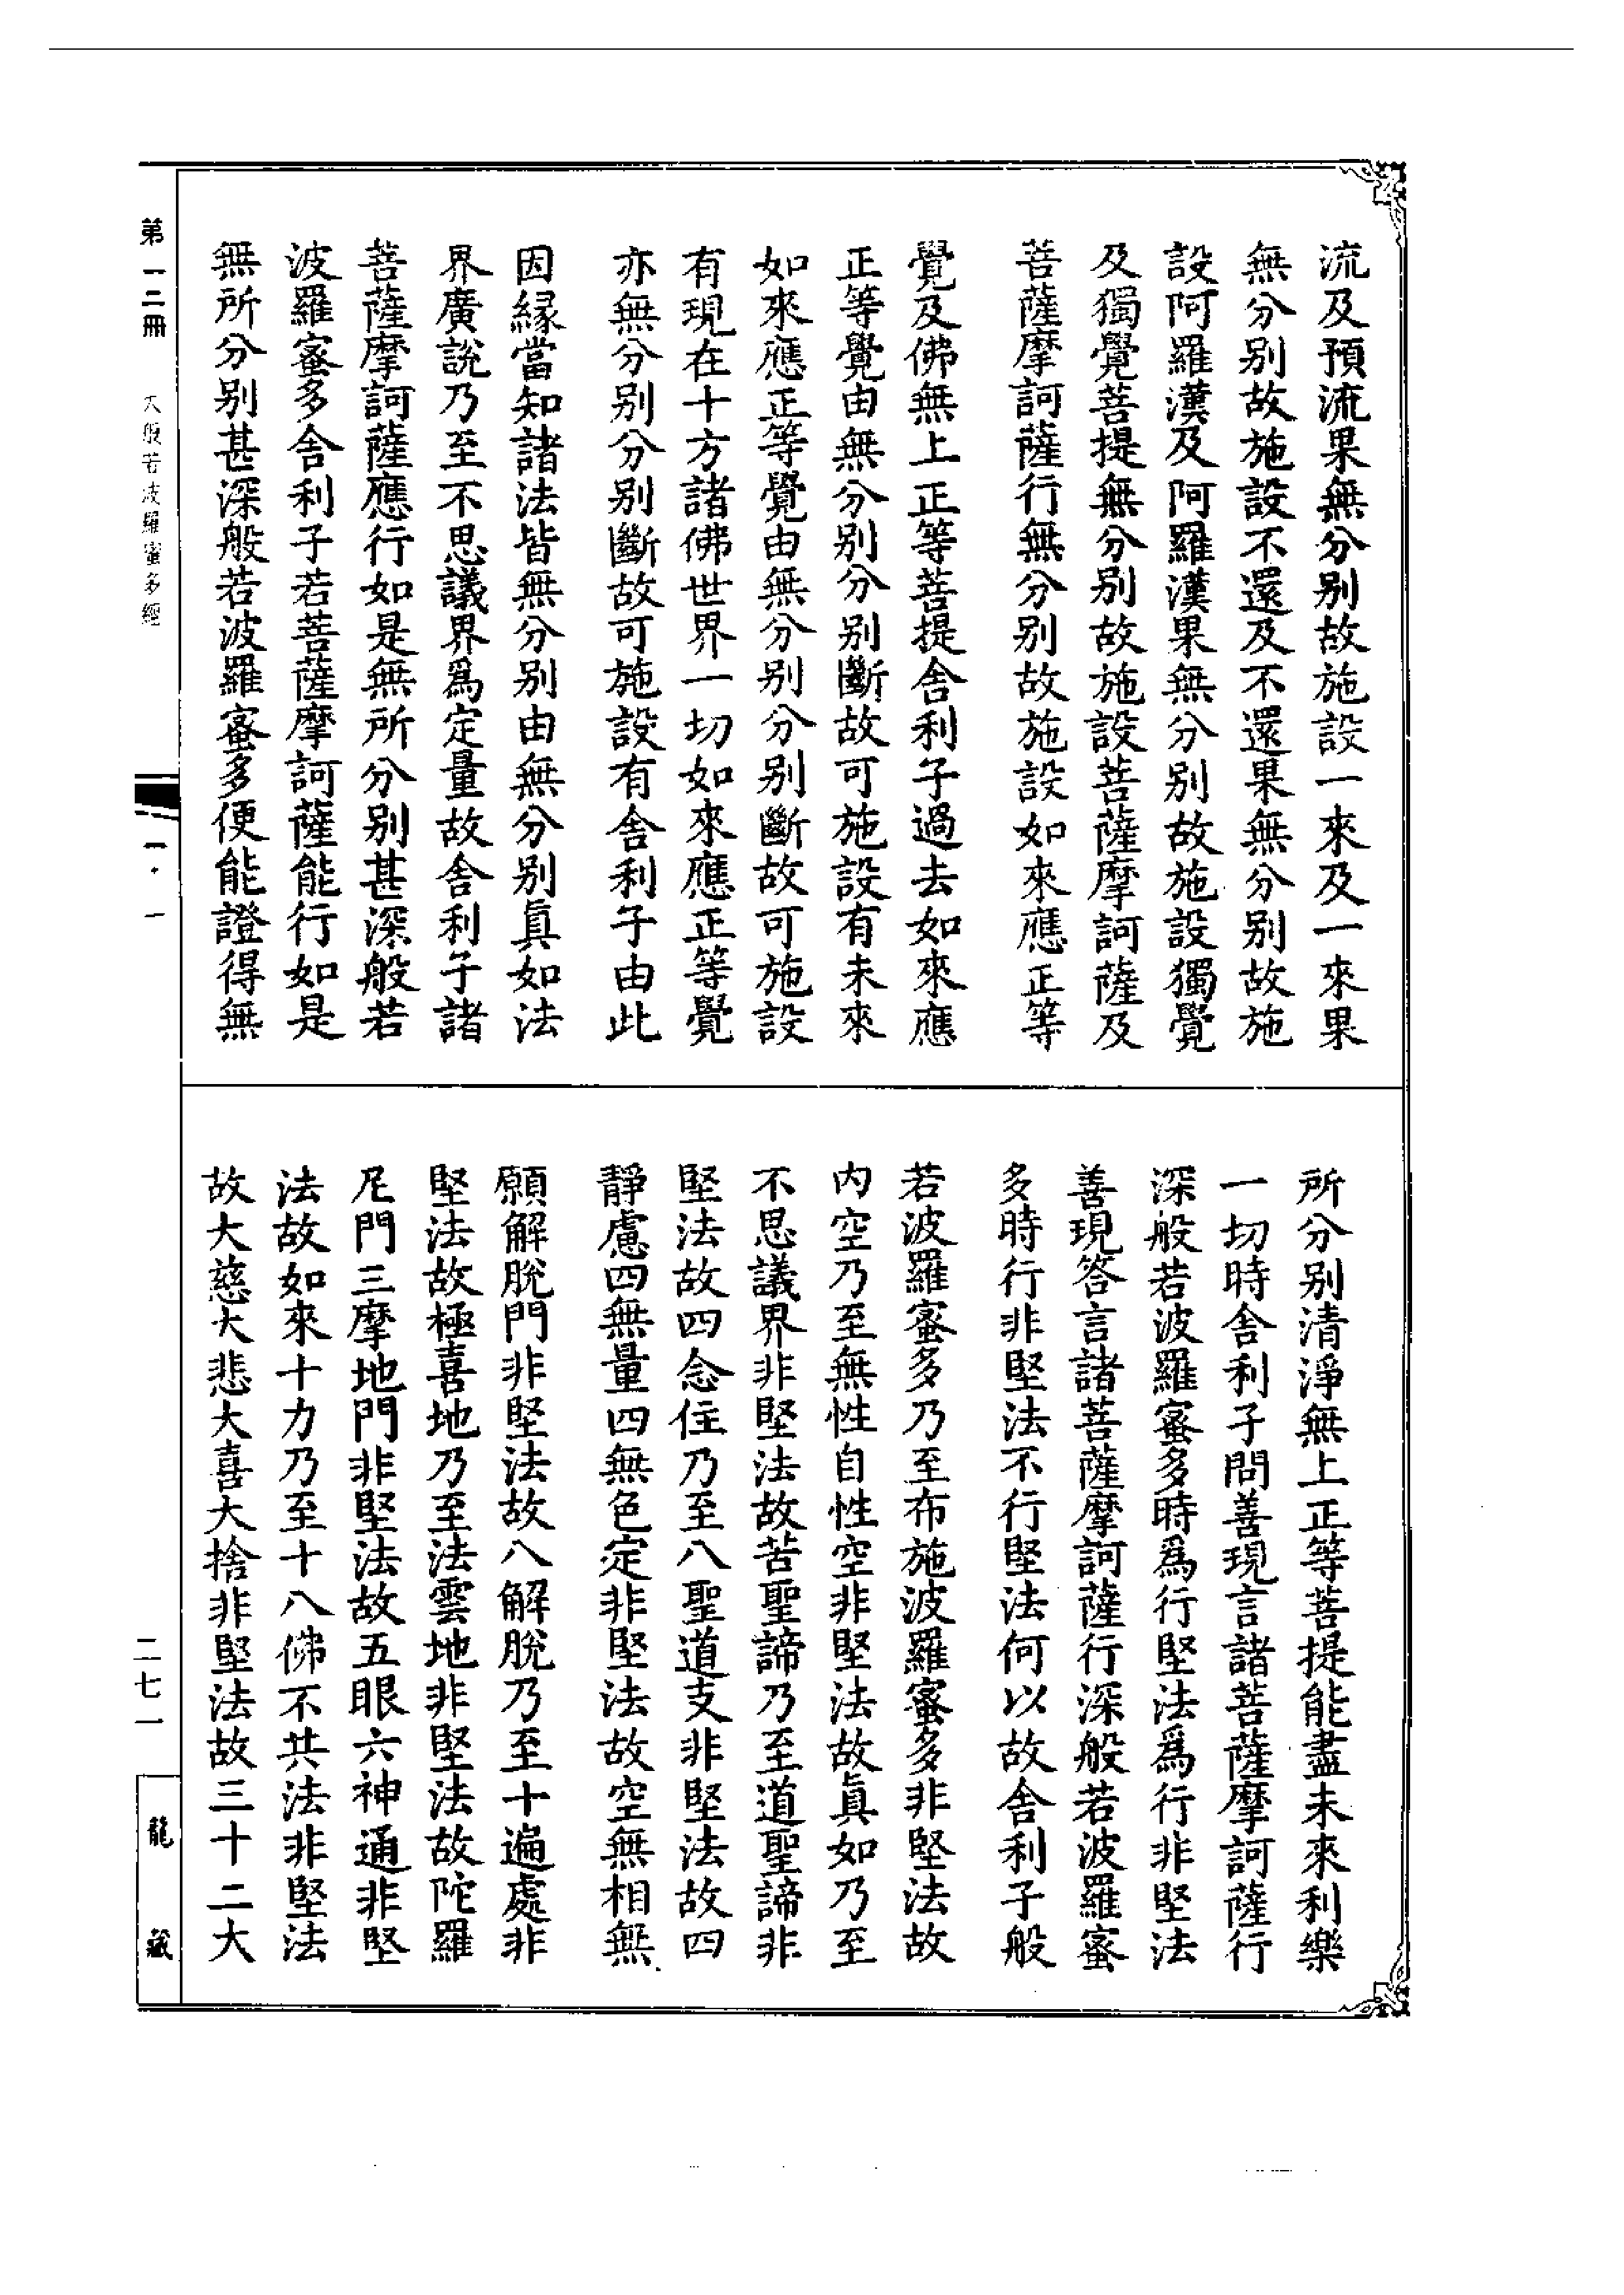 流及預流果無分别故施設一來及一來果
無分别故施設不還及不還果無分别故施
設阿羅漢及阿羅漢果無分别故施設獨覺
及獨覺菩提無分别故施設菩薩摩訶薩及
菩薩摩訶薩行無分别故施設如來應正等
覺及佛無上正等菩提舍利子過去如來應
正等覺由無分别分别斷故可施設有未來
如來應正等覺由無分别分别斷故可施設
有現在十方諸佛世界一切如來應正等覺
亦無分别分别斷故可施設有舍利子由此
因緣當知諸法皆無分别由無分别眞如法
界廣說乃至不思議界爲定量故舍利子諸
菩薩摩訶薩應行如是無所分别甚深般若
波羅蜜多舍利子若菩薩摩訶薩能行如是
無所分别甚深般若波羅蜜多便能證得無
所分别清淨無上正等菩提能盡未來利樂
一切時舍利子問善現言諸菩薩摩訶薩行
深般若波羅蜜多時爲行堅法爲行非堅法
善現答言諸菩薩摩訶薩行深般若波羅蜜
多時行非堅法不行堅法何以故舍利子般
若波羅蜜多乃至布施波羅蜜多非堅法故
内空乃至無性自性空非堅法故眞如乃至
不思議界非堅法故苦聖諦乃至道聖諦非
堅法故四念住乃至八聖道支非堅法故四
靜慮四無量四無色定非堅法故空無相無
願解脫門非堅法故八解脫乃至十遍處非
堅法故極喜地乃至法雲地非堅法故陀羅
尼門三摩地門非堅法故五眼六神通非堅
法故如來十力乃至十八佛不共法非堅法
故大慈大悲大喜大捨非堅法故三十二大
第一二冊
大般若波羅蜜多經
二七一
龍藏